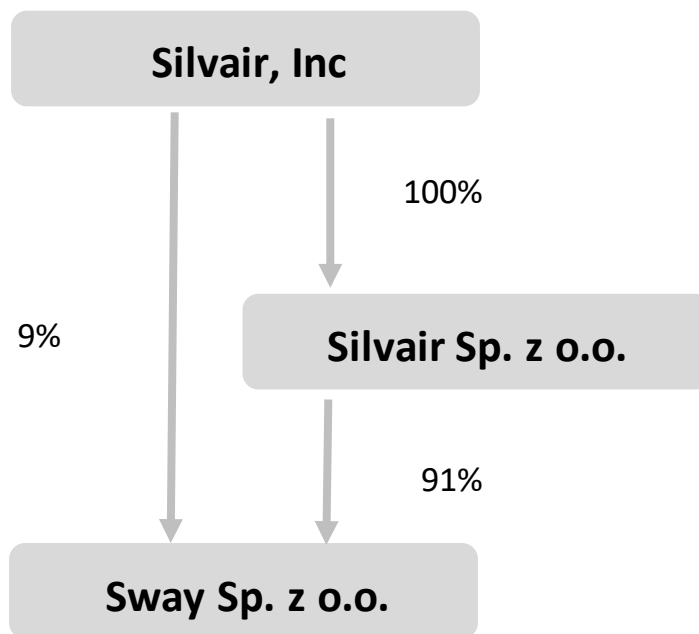 Silvair, Inc
100%
9%
Silvair Sp. z o.o.
91%
Sway Sp. z o.o.